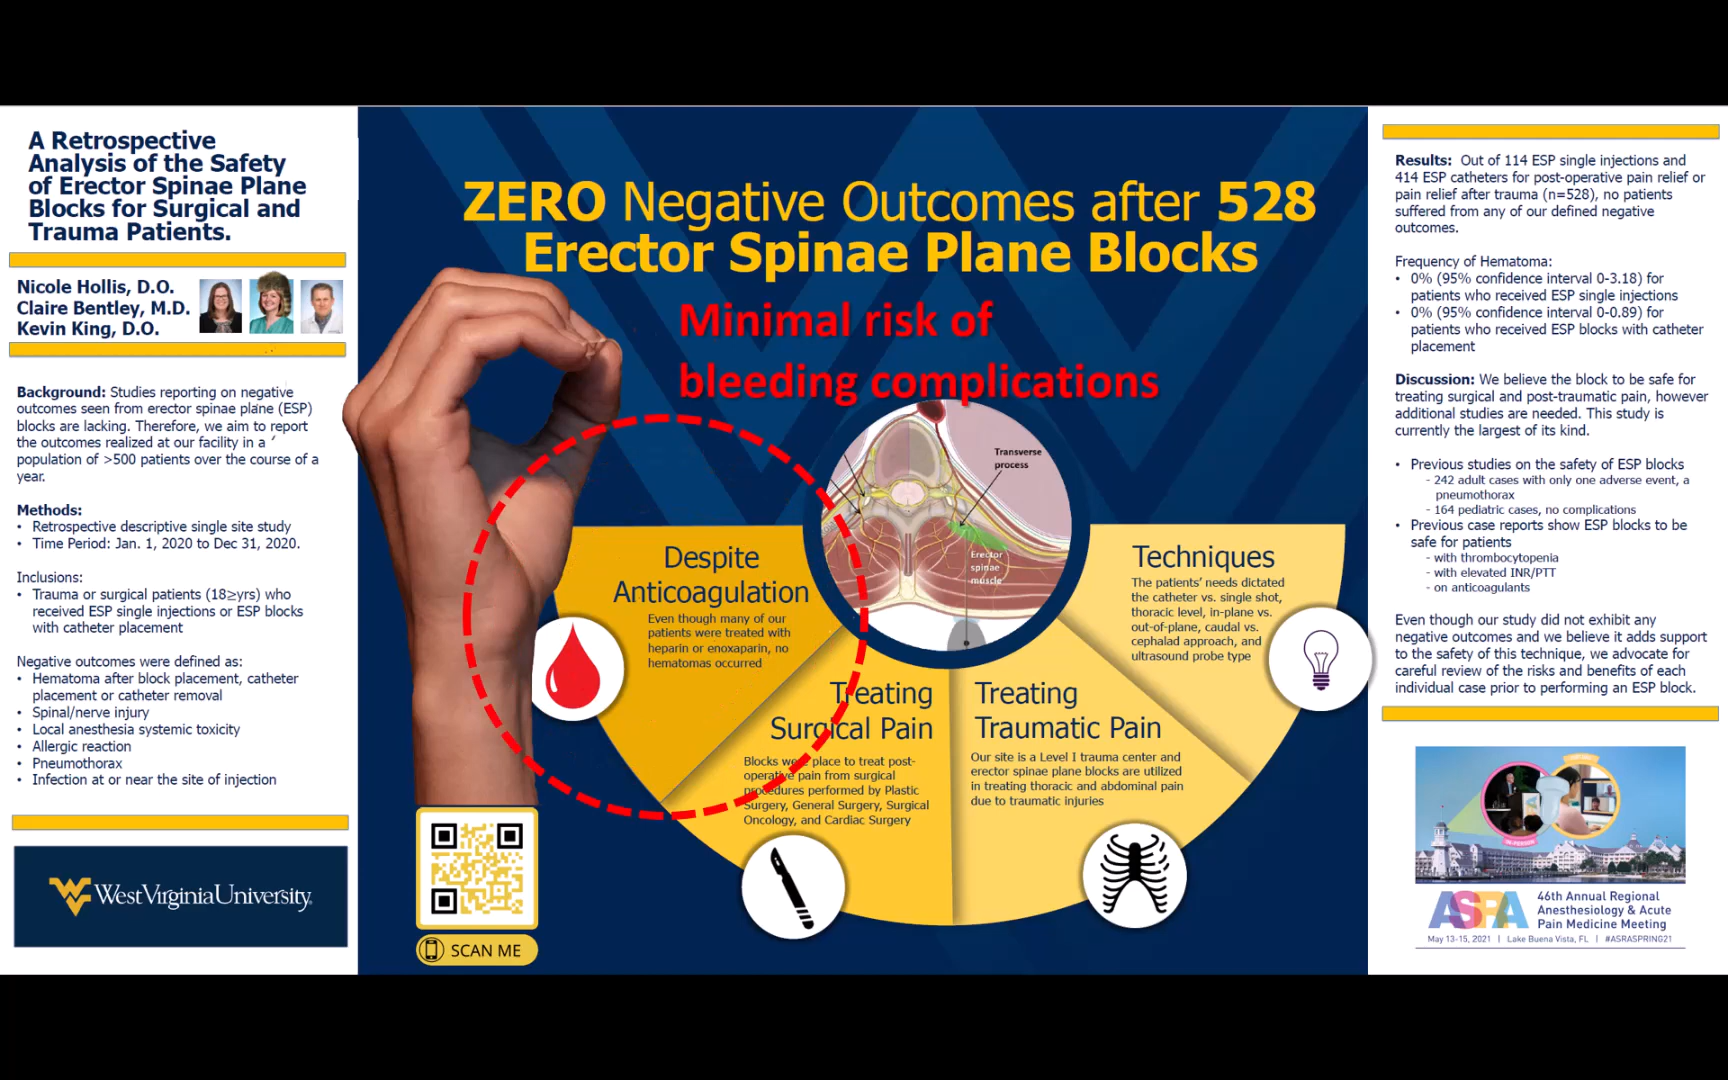 A Retrospective
Analysis of the Safety
of Erector Spinae Plane
Blocks for Surgical and
Trauma Patients.
Nicole Hollis, D.O.
Claire Bentley, M.D.
Kevin King, D.O.
Background: Studies reporting on negative
outcomes seen from erector spinae plane (ESP)
blocks are lacking. Therefore, we aim to report
the outcomes realized at our facility in a
population of >500 patients over the course of a
year.
Methods:
• Retrospective descriptive single site study
• Time Period: Jan. 1, 2020 to Dec 31, 2020.
Inclusions:
• Trauma or surgical patients (18≥yrs) who
received ESP single injections or ESP blocks
with catheter placement
Negative outcomes were defined as:
• Hematoma after block placement, catheter
placement or catheter removal
• Spinal/nerve injury
• Local anesthesia systemic toxicity
• Allergic reaction
• Pneumothorax
• Infection at or near the site of injection
West Virginia University.
ZERO Negative Outcomes after 528
Erector Spinae Plane Blocks
Minimal risk of
bleeding complications
Transverse
process
Erector
spinae
muscle
Despite
Anticoagulation
Even though many of our
patients were treated with
heparin or enoxaparin, no
hematomas occurred
Treating
Surgical Pain
Blocks were place to treat post-
operative pain from surgical
procedures performed by Plastic
Surgery, General Surgery, Surgical
Oncology, and Cardiac Surgery
Treating
Traumatic Pain
Our site is a Level I trauma center and
erector spinae plane blocks are utilized
in treating thoracic and abdominal pain
due to traumatic injuries
Techniques
The patients' needs dictated
the catheter vs. single shot,
thoracic level, in-plane vs.
out-of-plane, caudal vs.
cephalad approach, and
ultrasound probe type
SCAN ME
Results: Out of 114 ESP single injections and
414 ESP catheters for post-operative pain relief or
pain relief after trauma (n=528), no patients
suffered from any of our defined negative
outcomes.
Frequency of Hematoma:
• 0% (95% confidence interval 0-3.18) for
patients who received ESP single injections
• 0% (95% confidence interval 0-0.89) for
patients who received ESP blocks with catheter
placement
Discussion: We believe the block to be safe for
treating surgical and post-traumatic pain, however
additional studies are needed. This study is
currently the largest of its kind.
• Previous studies on the safety of ESP blocks
- 242 adult cases with only one adverse event, a
pneumothorax
- 164 pediatric cases, no complications
• Previous case reports show ESP blocks to be
safe for patients
- with thrombocytopenia
- with elevated INR/PTT
- on anticoagulants
Even though our study did not exhibit any
negative outcomes and we believe it adds support
to the safety of this technique, we advocate for
careful review of the risks and benefits of each
individual case prior to performing an ESP block.
ASRA
46th Annual Regional
Anesthesiology & Acute
Pain Medicine Meeting
May 13-15, 2021 | Lake Buena Vista, FL | #ASRASPRING21